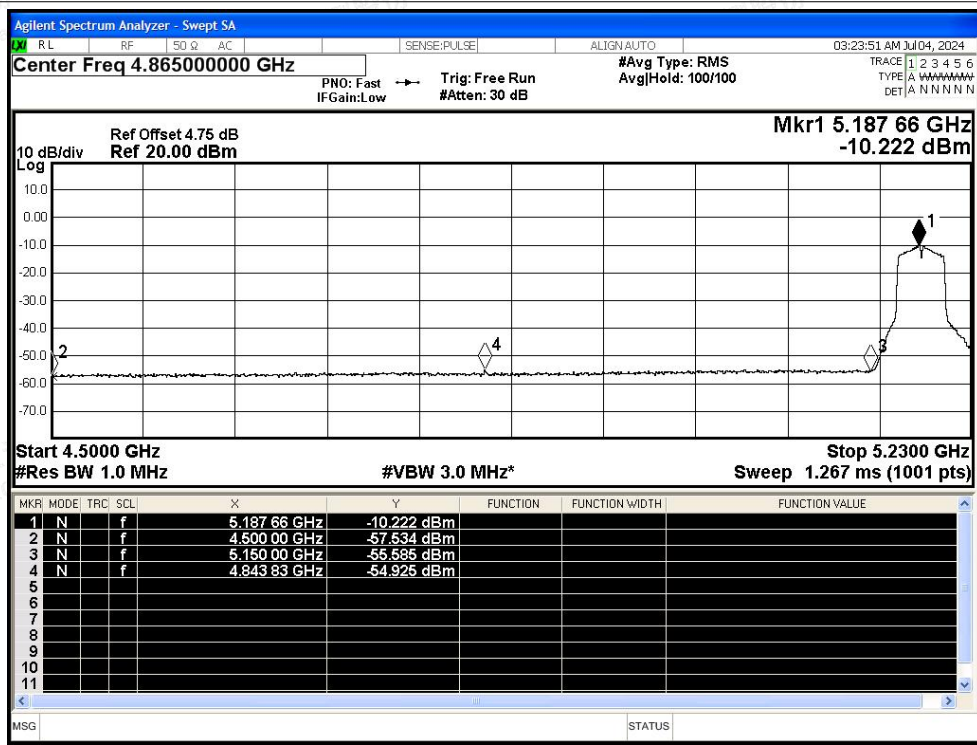 Agilent Spectrum Analyzer - Swept SA
LXI RL RF 50 Ω AC SENSE:PULSE ALIGN AUTO 03:23:51 AM Jul 04, 2024
Center Freq 4.865000000 GHz #Avg Type: RMS TRACE 1 2 3 4 5 6
PNO: Fast Trig: Free Run Avg|Hold: 100/100 TYPE A WWWWW
IFGain:Low #Atten: 30 dB DET A N N N N N
Mkr1 5.187 66 GHz
Ref Offset 4.75 dB
10 dB/div Ref 20.00 dBm -10.222 dBm
Log
10.0
0.00
1
-10.0
-20.0
-30.0
-40.0
2 4 3
-50.0
-60.0
-70.0
Start 4.5000 GHz Stop 5.2300 GHz
#Res BW 1.0 MHz #VBW 3.0 MHz* Sweep 1.267 ms (1001 pts)
MKR MODE TRC SCL X Y FUNCTION FUNCTION WIDTH FUNCTION VALUE
1 N f 5.187 66 GHz -10.222 dBm
2 N f 4.500 00 GHz -57.534 dBm
3 N f 5.150 00 GHz -55.585 dBm
4 N f 4.843 83 GHz -54.925 dBm
5
6
7
8
9
10
11
MSG STATUS